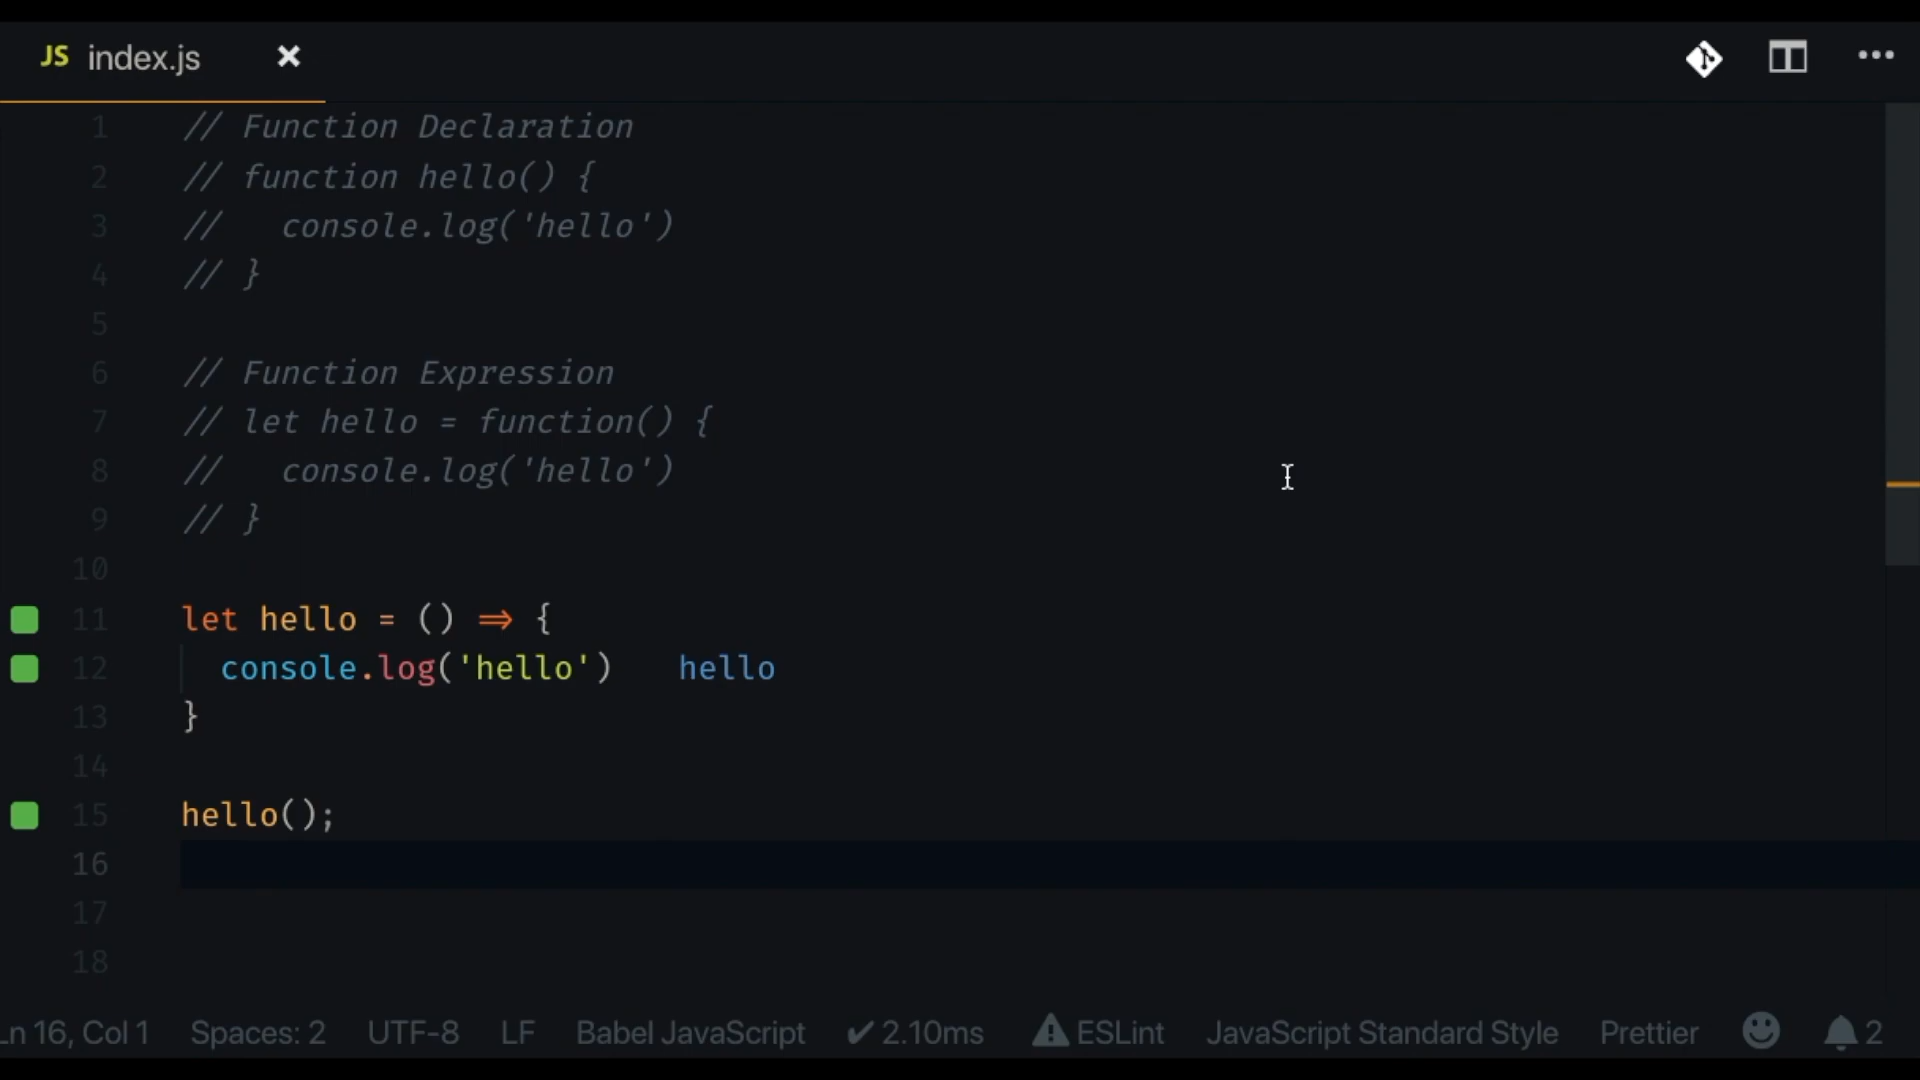 JS index.js
1 // Function Declaration
2 // function hello() {
3 //   console.log('hello')
4 // }
5
6 // Function Expression
7 // let hello = function() {
8 //   console.log('hello')
9 // }
10
11 let hello = () => {
12   console.log('hello')   hello
13 }
14
15 hello();
16
17
18
Ln 16, Col 1 Spaces: 2 UTF-8 LF Babel JavaScript ✔ 2.10ms ESLint JavaScript Standard Style Prettier 2